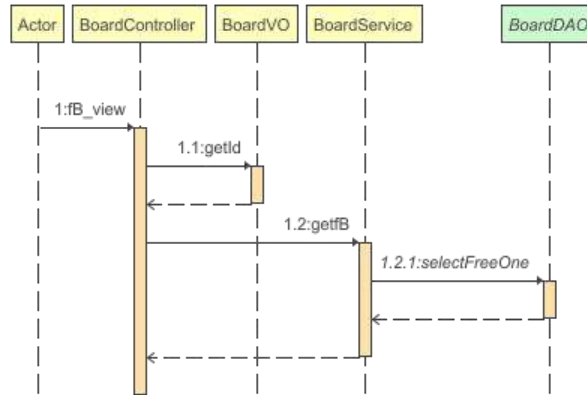 Actor BoardController BoardVO BoardService BoardDAO
1:fB_view
1.1:getId
1.2:getfB
1.2.1:selectFreeOne